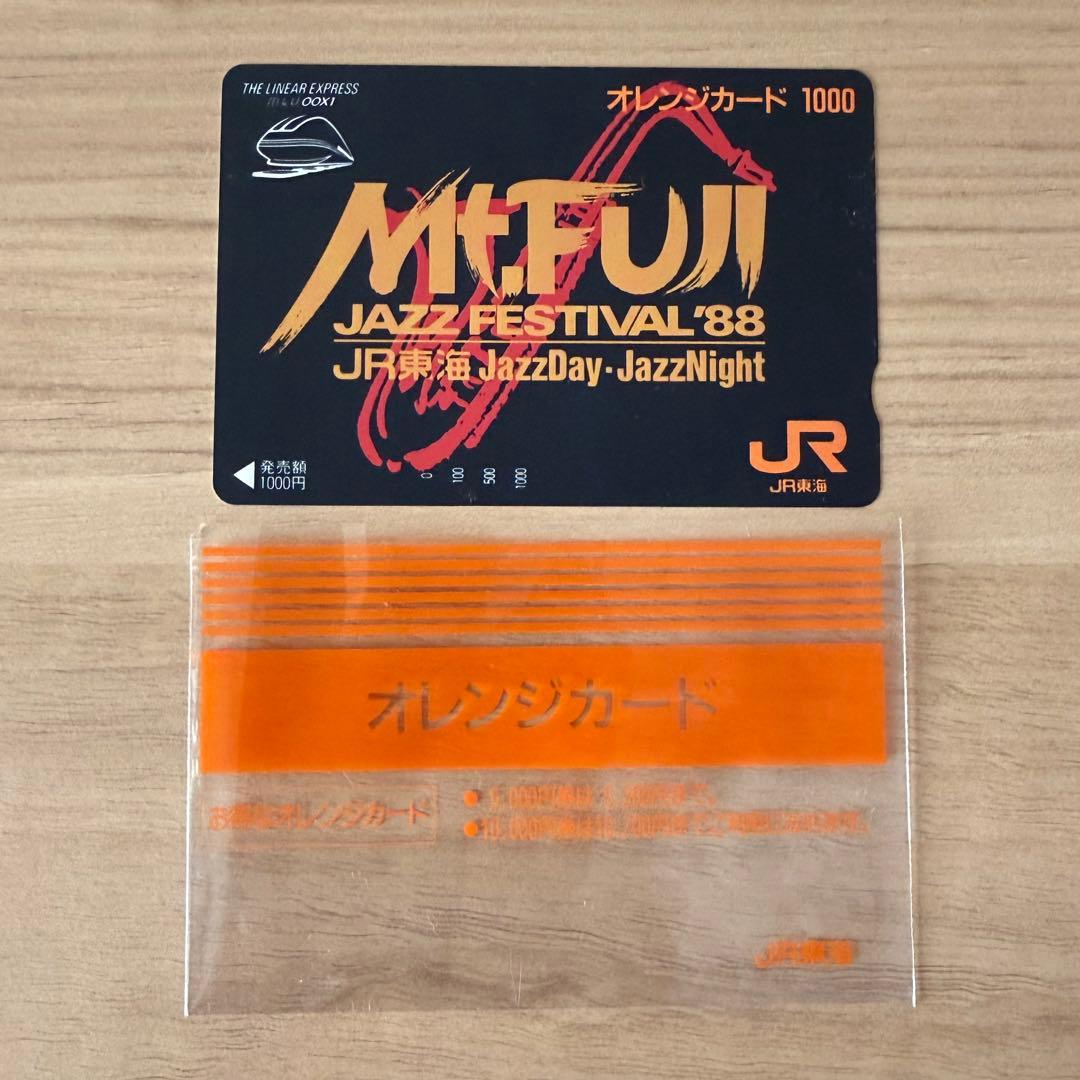 THE LINEAR EXPRESS
MLU 00X1
オレンジカード 1000
Mt.FUJI
JAZZ FESTIVAL'88
JR東海 JazzDay・JazzNight
◀ 発売額
1000円
0 100 500 1000
JR
JR東海
オレンジカード
お得なオレンジカード
JR東海